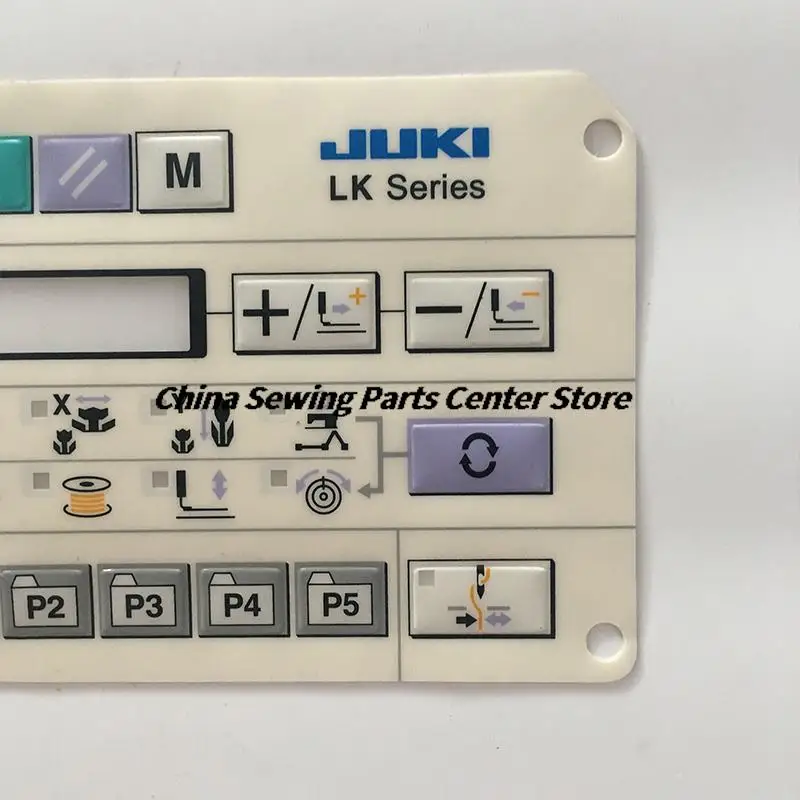 JUKI
LK Series
M
+/
−/
China Sewing Parts Center Store
X
Y
P2
P3
P4
P5